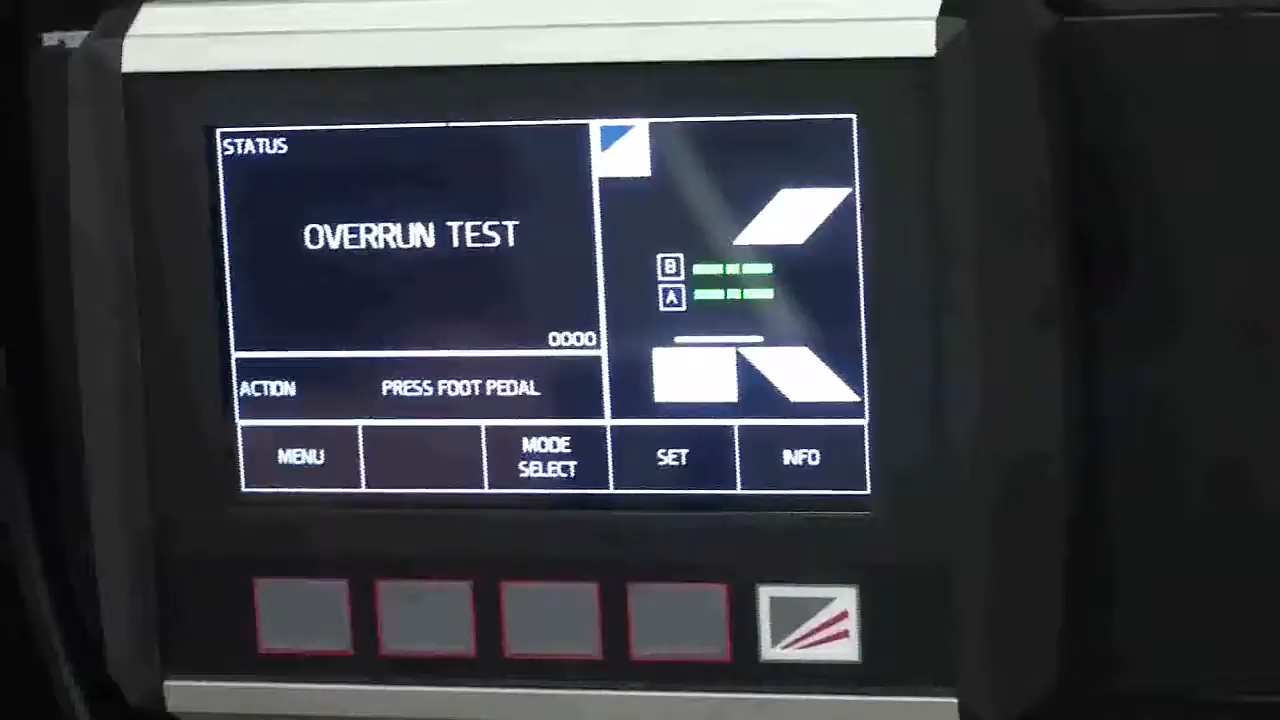 STATUS
OVERRUN TEST
B
A
0000
ACTION PRESS FOOT PEDAL
MENU
MODE
SELECT
SET
INFO